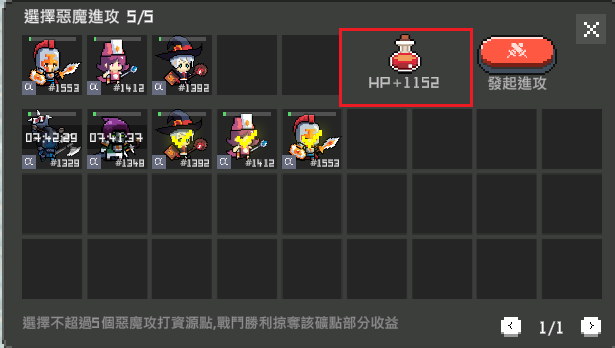 選擇惡魔進攻 5/5
α #1553 α #1412 α #1392
HP+1152
發起進攻
07:42:29 07:41:37
α #1329 α #1348 α #1392 α #1412 α #1553
選擇不超過5個惡魔攻打資源點,戰鬥勝利掠奪該礦點部分收益
1/1